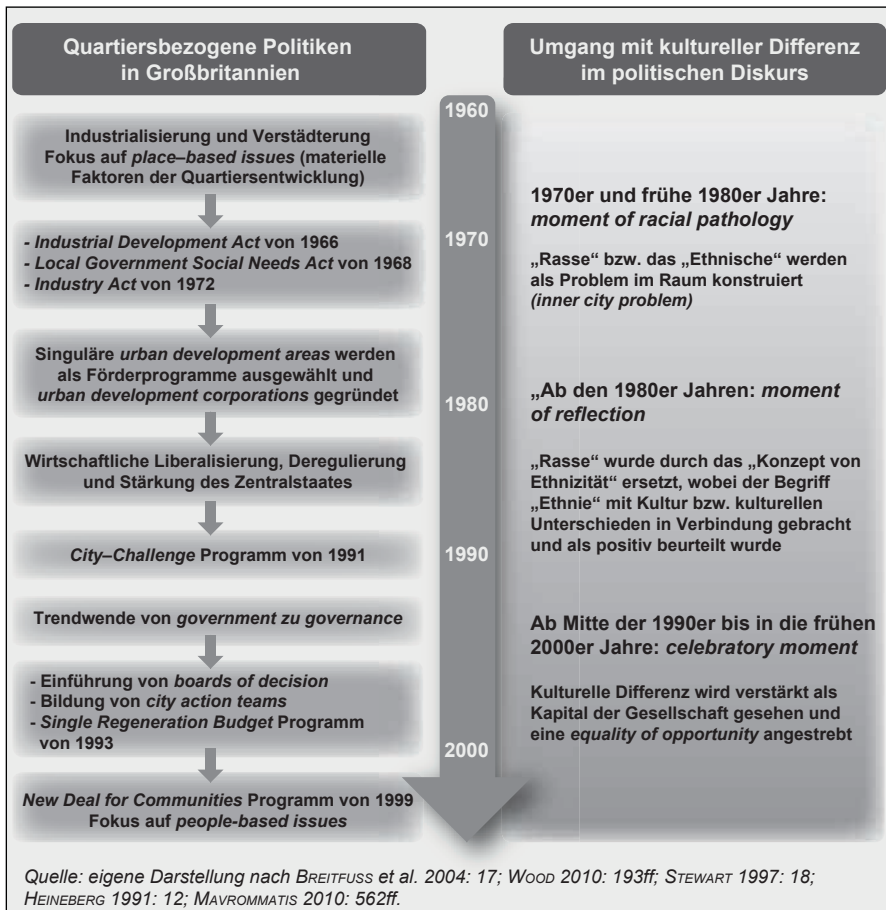 Quartiersbezogene Politiken
in Großbritannien
Industrialisierung und Verstädterung
Fokus auf place–based issues (materielle
Faktoren der Quartiersentwicklung)
- Industrial Development Act von 1966
- Local Government Social Needs Act von 1968
- Industry Act von 1972
Singuläre urban development areas werden
als Förderprogramme ausgewählt und
urban development corporations gegründet
Wirtschaftliche Liberalisierung, Deregulierung
und Stärkung des Zentralstaates
City–Challenge Programm von 1991
Trendwende von government zu governance
- Einführung von boards of decision
- Bildung von city action teams
- Single Regeneration Budget Programm
von 1993
New Deal for Communities Programm von 1999
Fokus auf people-based issues
1960
1970
1980
1990
2000
Umgang mit kultureller Differenz
im politischen Diskurs
1970er und frühe 1980er Jahre:
moment of racial pathology
„Rasse“ bzw. das „Ethnische“ werden
als Problem im Raum konstruiert
(inner city problem)
„Ab den 1980er Jahren: moment
of reflection
„Rasse“ wurde durch das „Konzept von
Ethnizität“ ersetzt, wobei der Begriff
„Ethnie“ mit Kultur bzw. kulturellen
Unterschieden in Verbindung gebracht
und als positiv beurteilt wurde
Ab Mitte der 1990er bis in die frühen
2000er Jahre: celebratory moment
Kulturelle Differenz wird verstärkt als
Kapital der Gesellschaft gesehen und
eine equality of opportunity angestrebt
Quelle: eigene Darstellung nach BREITFUSS et al. 2004: 17; WOOD 2010: 193ff; STEWART 1997: 18;
HEINEBERG 1991: 12; MAVROMMATIS 2010: 562ff.